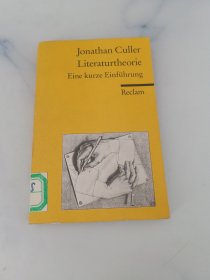 Jonathan Culler
Literaturtheorie
Eine kurze Einführung
Reclam